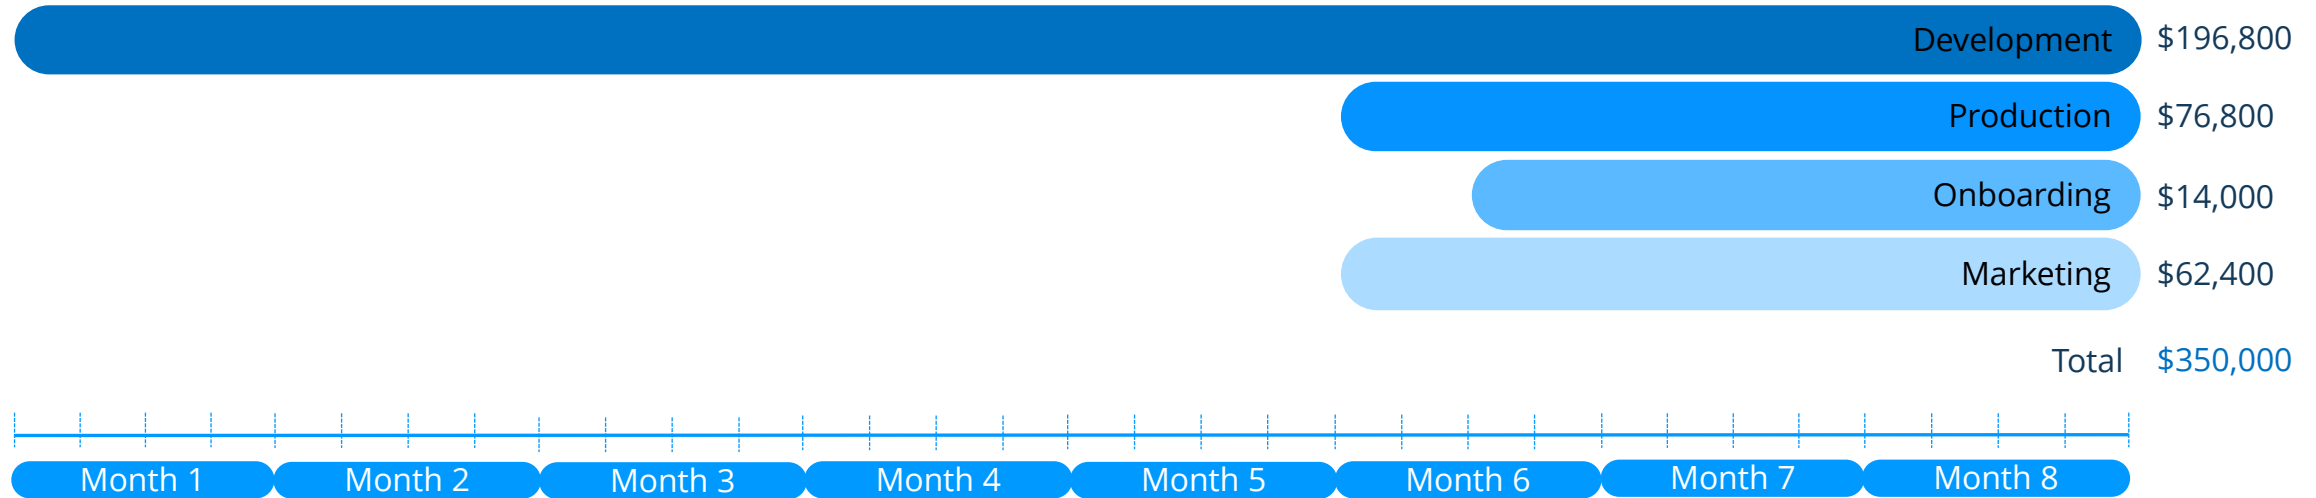 Development $196,800
Production $76,800
Onboarding $14,000
Marketing $62,400
Total $350,000
Month 1 Month 2 Month 3 Month 4 Month 5 Month 6 Month 7 Month 8